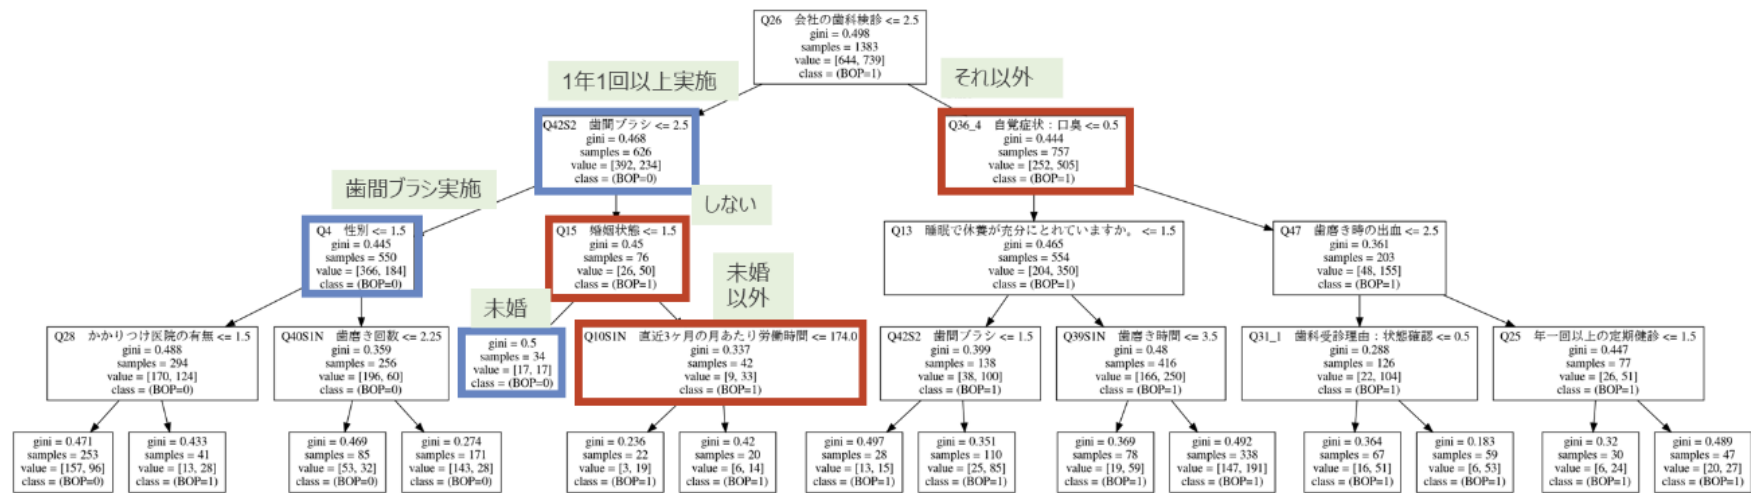 Q26 会社の歯科検診 <= 2.5
gini = 0.498
samples = 1383
value = [644, 739]
class = (BOP=1)
1年1回以上実施
それ以外
Q42S2 歯間ブラシ <= 2.5
gini = 0.468
samples = 626
value = [392, 234]
class = (BOP=0)
Q36_4 自覚症状：口臭 <= 0.5
gini = 0.444
samples = 757
value = [252, 505]
class = (BOP=1)
歯間ブラシ実施
しない
Q4 性別 <= 1.5
gini = 0.445
samples = 550
value = [366, 184]
class = (BOP=0)
Q15 婚姻状態 <= 1.5
gini = 0.45
samples = 76
value = [26, 50]
class = (BOP=1)
Q13 睡眠で休養が充分にとれていますか。 <= 1.5
gini = 0.465
samples = 554
value = [204, 350]
class = (BOP=1)
Q47 歯磨き時の出血 <= 2.5
gini = 0.361
samples = 203
value = [48, 155]
class = (BOP=1)
未婚
未婚
以外
Q28 かかりつけ医院の有無 <= 1.5
gini = 0.488
samples = 294
value = [170, 124]
class = (BOP=0)
Q40S1N 歯磨き回数 <= 2.25
gini = 0.359
samples = 256
value = [196, 60]
class = (BOP=0)
gini = 0.5
samples = 34
value = [17, 17]
class = (BOP=0)
Q10S1N 直近3ヶ月の月あたり労働時間 <= 174.0
gini = 0.337
samples = 42
value = [9, 33]
class = (BOP=1)
Q42S2 歯間ブラシ <= 1.5
gini = 0.399
samples = 138
value = [38, 100]
class = (BOP=1)
Q39S1N 歯磨き時間 <= 3.5
gini = 0.48
samples = 416
value = [166, 250]
class = (BOP=1)
Q31_1 歯科受診理由：状態確認 <= 0.5
gini = 0.288
samples = 126
value = [22, 104]
class = (BOP=1)
Q25 年一回以上の定期健診 <= 1.5
gini = 0.447
samples = 77
value = [26, 51]
class = (BOP=1)
gini = 0.471
samples = 253
value = [157, 96]
class = (BOP=0)
gini = 0.433
samples = 41
value = [13, 28]
class = (BOP=1)
gini = 0.469
samples = 85
value = [53, 32]
class = (BOP=0)
gini = 0.274
samples = 171
value = [143, 28]
class = (BOP=0)
gini = 0.236
samples = 22
value = [3, 19]
class = (BOP=1)
gini = 0.42
samples = 20
value = [6, 14]
class = (BOP=1)
gini = 0.497
samples = 28
value = [13, 15]
class = (BOP=1)
gini = 0.351
samples = 110
value = [25, 85]
class = (BOP=1)
gini = 0.369
samples = 78
value = [19, 59]
class = (BOP=1)
gini = 0.492
samples = 338
value = [147, 191]
class = (BOP=1)
gini = 0.364
samples = 67
value = [16, 51]
class = (BOP=1)
gini = 0.183
samples = 59
value = [6, 53]
class = (BOP=1)
gini = 0.32
samples = 30
value = [6, 24]
class = (BOP=1)
gini = 0.489
samples = 47
value = [20, 27]
class = (BOP=1)